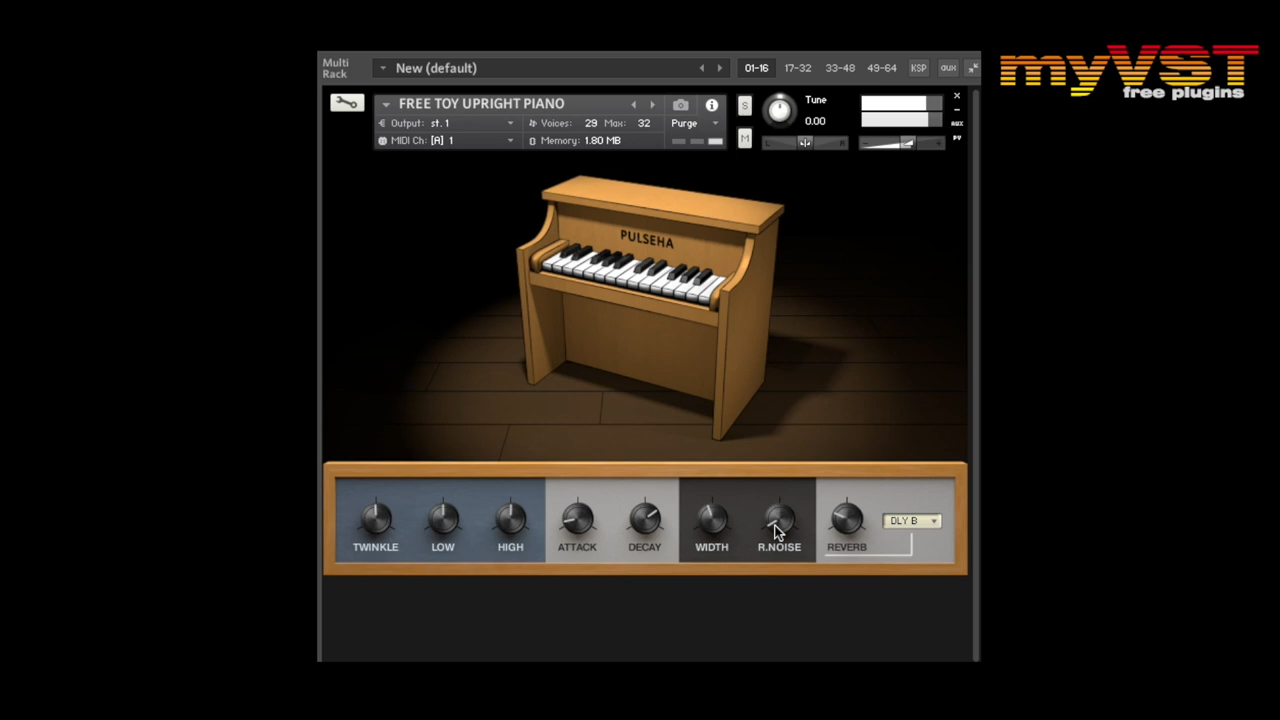 myVST
free plugins
Multi
Rack
New (default)
01-16 17-32 33-48 49-64 KSP aux
FREE TOY UPRIGHT PIANO
Output: st. 1
Voices: 29 Max: 32
Purge
MIDI Ch: [A] 1
Memory: 1.80 MB
S
M
Tune
0.00
L R
aux
pv
PULSEHA
TWINKLE LOW HIGH ATTACK DECAY WIDTH R.NOISE REVERB
DLY B